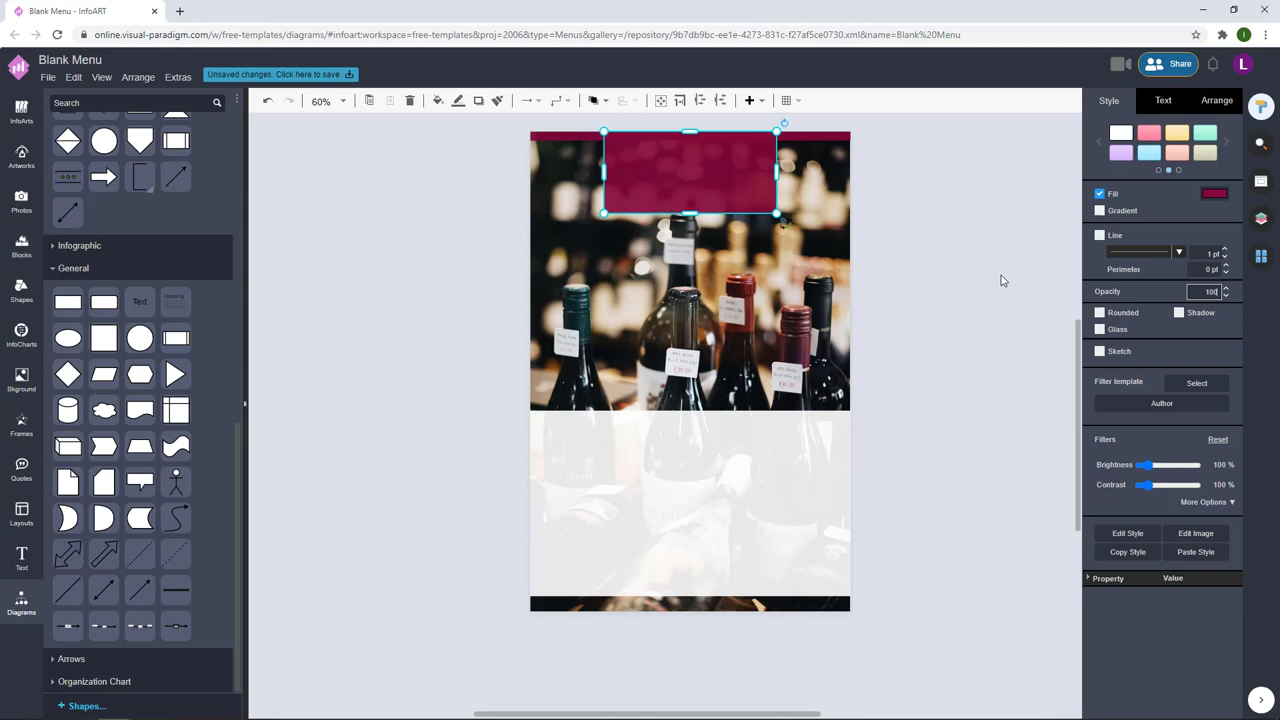 Blank Menu - InfoART
online.visual-paradigm.com/w/free-templates/diagrams/#infoart:workspace=free-templates&proj=2006&type=Menus&gallery=/repository/9b7db9bc-ee1e-4273-831c-f27af5ce0730.xml&name=Blank%20Menu
I
Blank Menu
File Edit View Arrange Extras
Unsaved changes. Click here to save.
Share
L
Search
60%
Style Text Arrange
InfoArts
Artworks
Photos
Blocks
Shapes
InfoCharts
Bkground
Frames
Quotes
Layouts
Text
Diagrams
Infographic
General
Text
Heading
Arrows
Organization Chart
+ Shapes...
Fill
Gradient
Line
1 pt
Perimeter 0 pt
Opacity 100
Rounded Shadow
Glass
Sketch
Filter template Select
Author
Filters Reset
Brightness 100 %
Contrast 100 %
More Options
Edit Style Edit Image
Copy Style Paste Style
Property Value